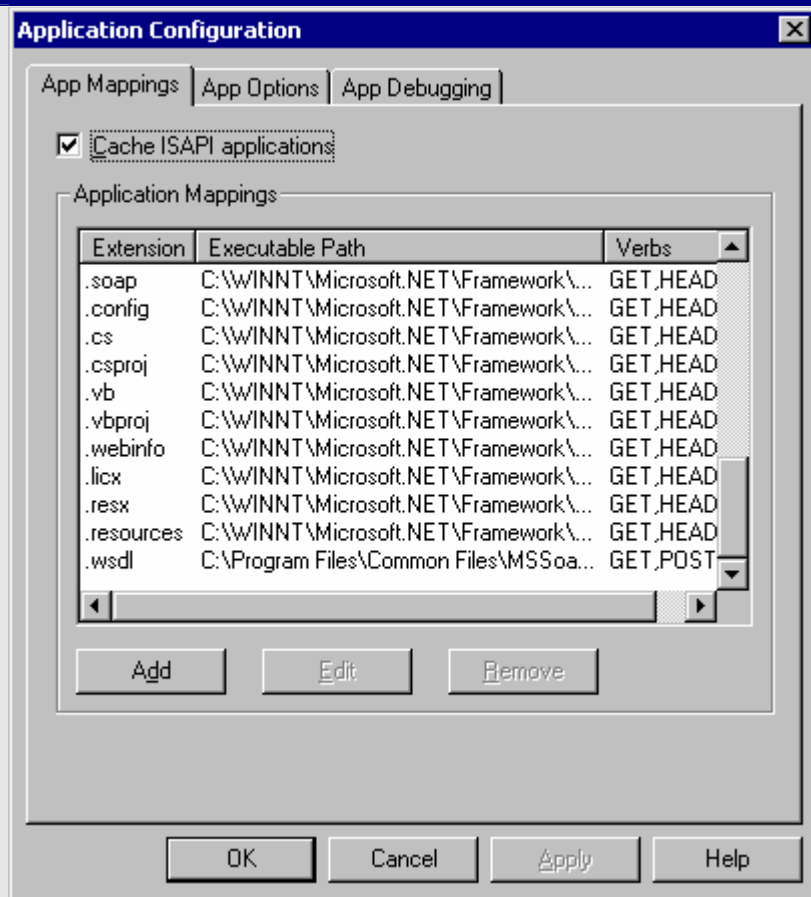 Application Configuration
App Mappings App Options App Debugging
Cache ISAPI applications
Application Mappings
Extension Executable Path Verbs
.soap C:\WINNT\Microsoft.NET\Framework\... GET,HEAD
.config C:\WINNT\Microsoft.NET\Framework\... GET,HEAD
.cs C:\WINNT\Microsoft.NET\Framework\... GET,HEAD
.csproj C:\WINNT\Microsoft.NET\Framework\... GET,HEAD
.vb C:\WINNT\Microsoft.NET\Framework\... GET,HEAD
.vbproj C:\WINNT\Microsoft.NET\Framework\... GET,HEAD
.webinfo C:\WINNT\Microsoft.NET\Framework\... GET,HEAD
.licx C:\WINNT\Microsoft.NET\Framework\... GET,HEAD
.resx C:\WINNT\Microsoft.NET\Framework\... GET,HEAD
.resources C:\WINNT\Microsoft.NET\Framework\... GET,HEAD
.wsdl C:\Program Files\Common Files\MSSoa... GET,POST
Add Edit Remove
OK Cancel Apply Help